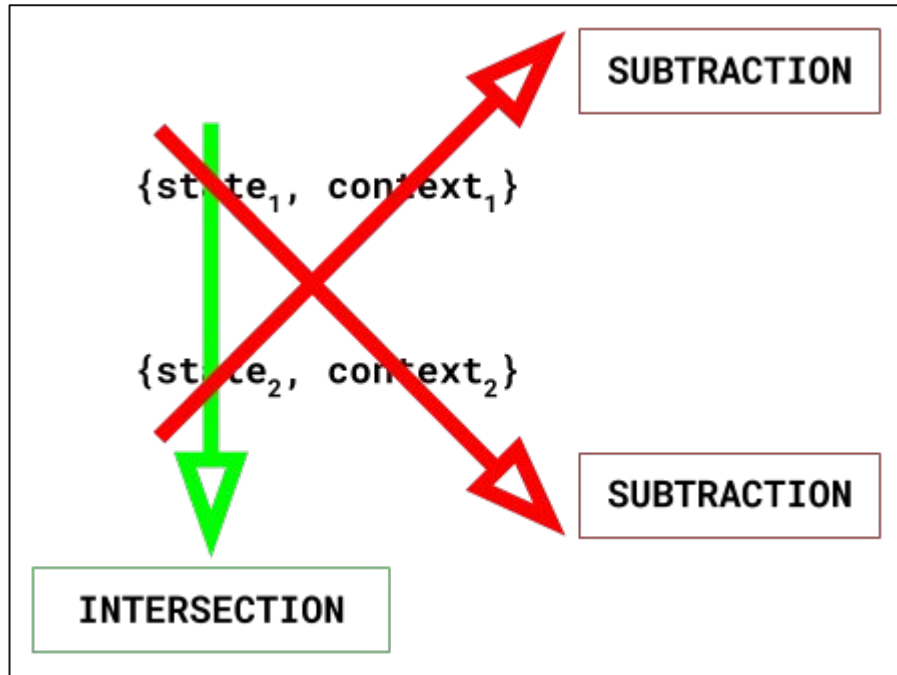 SUBTRACTION
{state₁, context₁}
{state₂, context₂}
SUBTRACTION
INTERSECTION